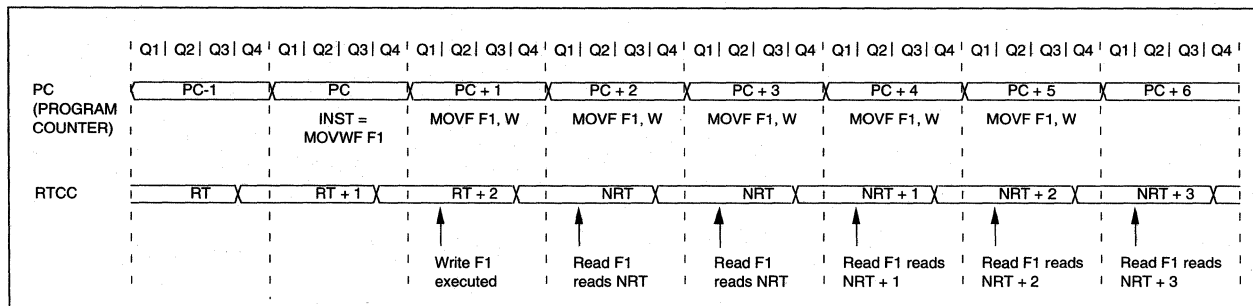 Q1| Q2| Q3| Q4 Q1| Q2| Q3| Q4 Q1| Q2| Q3| Q4 Q1| Q2| Q3| Q4 Q1| Q2| Q3| Q4 Q1| Q2| Q3| Q4 Q1| Q2| Q3| Q4 Q1| Q2| Q3| Q4
PC (PROGRAM COUNTER)
PC-1 PC PC + 1 PC + 2 PC + 3 PC + 4 PC + 5 PC + 6
INST = MOVWF F1
MOVF F1, W MOVF F1, W MOVF F1, W MOVF F1, W MOVF F1, W
RTCC RT RT + 1 RT + 2 NRT NRT NRT + 1 NRT + 2 NRT + 3
Write F1 executed
Read F1 reads NRT
Read F1 reads NRT
Read F1 reads NRT + 1
Read F1 reads NRT + 2
Read F1 reads NRT + 3